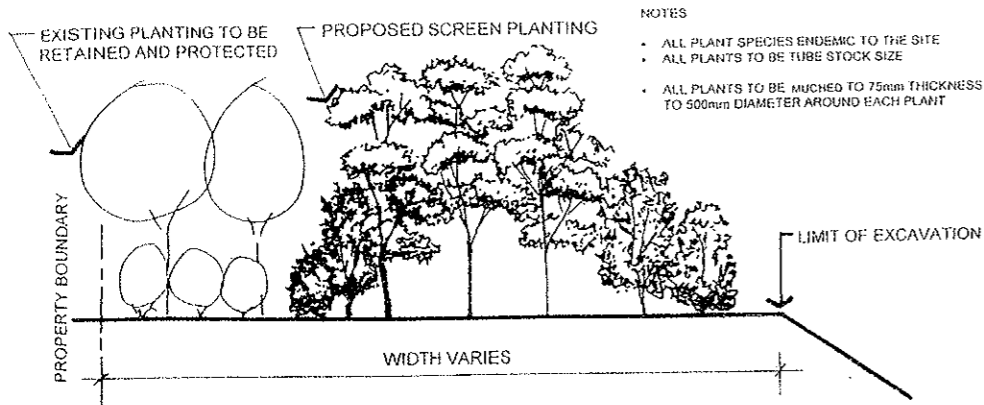 EXISTING PLANTING TO BE
RETAINED AND PROTECTED
PROPOSED SCREEN PLANTING
NOTES
• ALL PLANT SPECIES ENDEMIC TO THE SITE
• ALL PLANTS TO BE TUBE STOCK SIZE
• ALL PLANTS TO BE MUCHED TO 75mm THICKNESS
TO 500mm DIAMETER AROUND EACH PLANT
PROPERTY BOUNDARY
LIMIT OF EXCAVATION
WIDTH VARIES